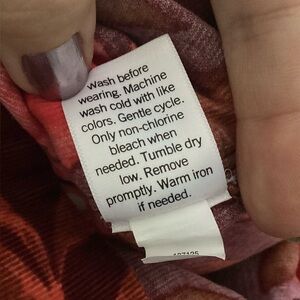 Wash before
wearing. Machine
wash cold with like
colors. Gentle cycle.
Only non-chlorine
bleach when
needed. Tumble dry
low. Remove
promptly. Warm iron
if needed.